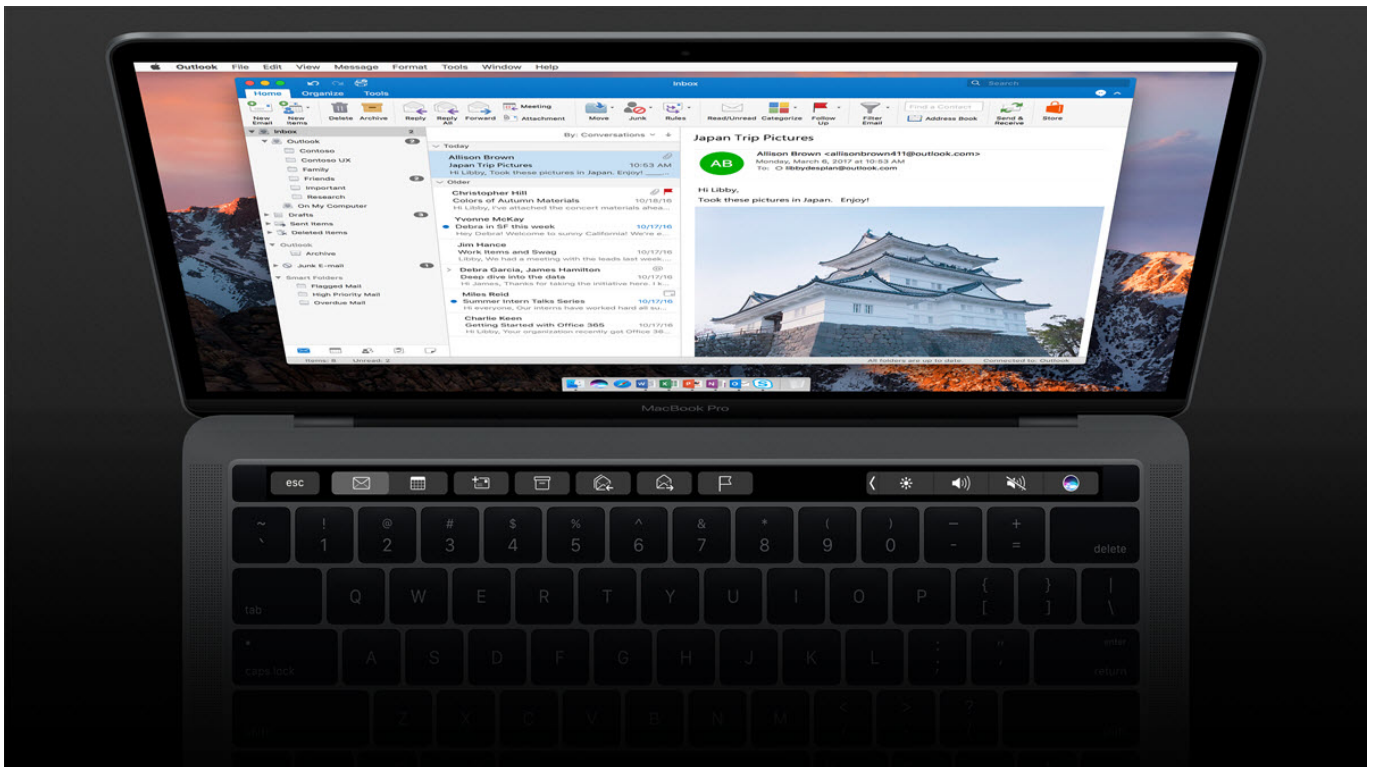 Outlook File Edit View Message Format Tools Window Help
Inbox
Search
Home Organize Tools
New Email
New Items
Delete
Archive
Reply
Reply All
Forward
Meeting
Attachment
Move
Junk
Rules
Read/Unread
Categorize
Follow Up
Filter Email
Find a Contact
Address Book
Send & Receive
Store
Inbox 2
Outlook 2
Contoso
Contoso UX
Family
Friends 2
Important
Research
On My Computer
Drafts
Sent Items
Deleted Items
Outlook
Archive
Junk E-mail
Smart Folders
Flagged Mail
High Priority Mail
Overdue Mail
By: Conversations
Today
Allison Brown
Japan Trip Pictures 10:53 AM
Hi Libby, Took these pictures in Japan. Enjoy!
Older
Christopher Hill
Colors of Autumn Materials 10/18/16
Hi Libby, I've attached the concert materials ahea...
Yvonne McKay
Debra in SF this week 10/17/16
Hey Debra! Welcome to sunny California! We're e...
Jim Hance
Work Items and Swag 10/17/16
Libby, We had a meeting with the leads last week....
Debra Garcia, James Hamilton
Deep dive into the data 10/17/16
Hi James, Thanks for taking the initiative here. I k...
Miles Reid
Summer Intern Talks Series 10/17/16
Hi everyone, Our interns have worked hard all su...
Charlie Keen
Getting Started with Office 365 10/17/16
Hi Libby, Your organization recently got Office 36...
Japan Trip Pictures
AB
Allison Brown <allisonbrown411@outlook.com>
Monday, March 6, 2017 at 10:53 AM
To: libbydesplan@outlook.com
Hi Libby,
Took these pictures in Japan. Enjoy!
Items: 8 Unread: 2
All folders are up to date. Connected to: Outlook
MacBook Pro
esc
~ ! @ # $ % ^ & * ( ) — +
` 1 2 3 4 5 6 7 8 9 0 - = delete
tab Q W E R T Y U I O P { [ } ] | \
caps lock A S D F G H J K L : ; " ' enter return
Z X C V B N M < > ?